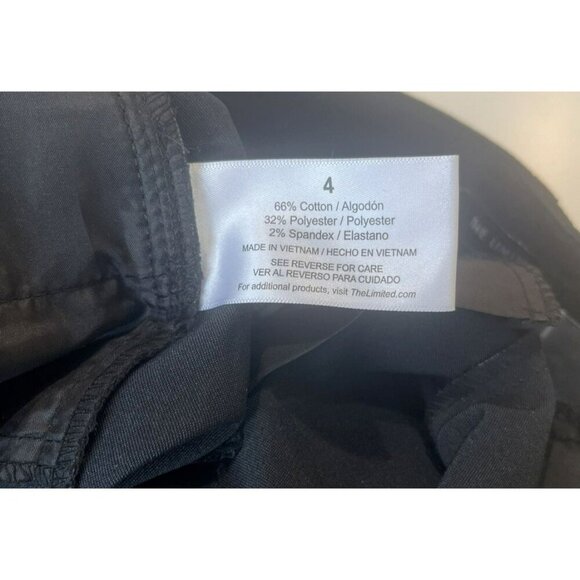 4
66% Cotton / Algodón
32% Polyester / Polyester
2% Spandex / Elastano
MADE IN VIETNAM / HECHO EN VIETNAM
SEE REVERSE FOR CARE
VER AL REVERSO PARA CUIDADO
For additional products, visit TheLimited.com